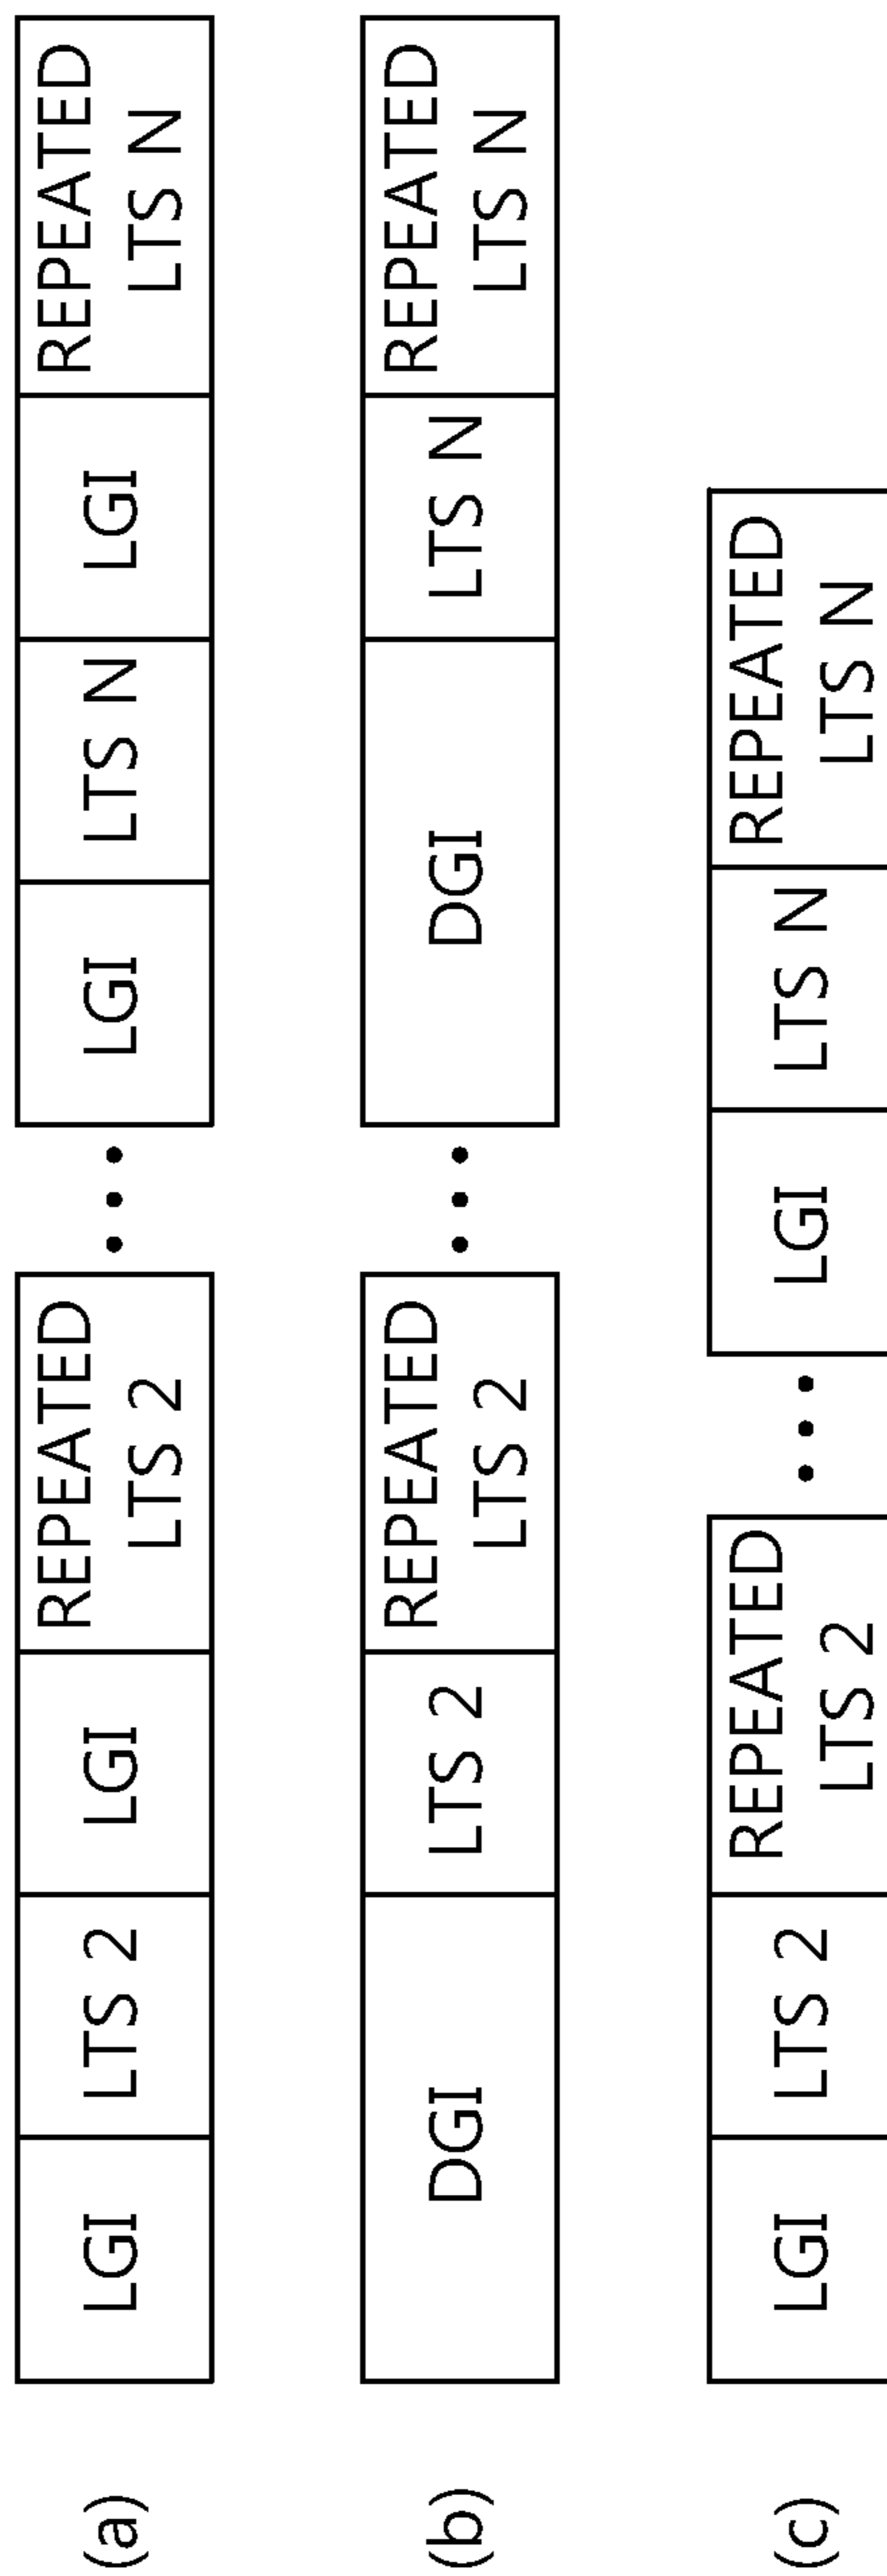 (a)
LGI
LTS 2
LGI
REPEATED
LTS 2
• • •
LGI
LTS N
LGI
REPEATED
LTS N
(b)
DGI
LTS 2
REPEATED
LTS 2
• • •
DGI
LTS N
REPEATED
LTS N
(c)
LGI
LTS 2
REPEATED
LTS 2
• • •
LGI
LTS N
REPEATED
LTS N